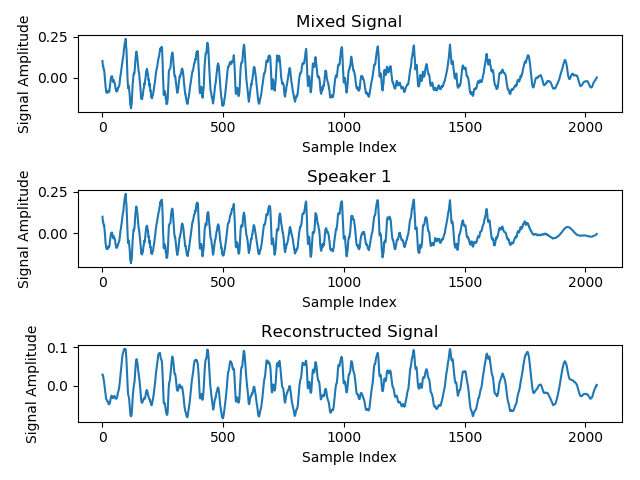 Mixed Signal
Signal Amplitude
0.25
0.00
0
500
1000
1500
2000
Sample Index
Speaker 1
Signal Amplitude
0.25
0.00
0
500
1000
1500
2000
Sample Index
Reconstructed Signal
Signal Amplitude
0.1
0.0
0
500
1000
1500
2000
Sample Index